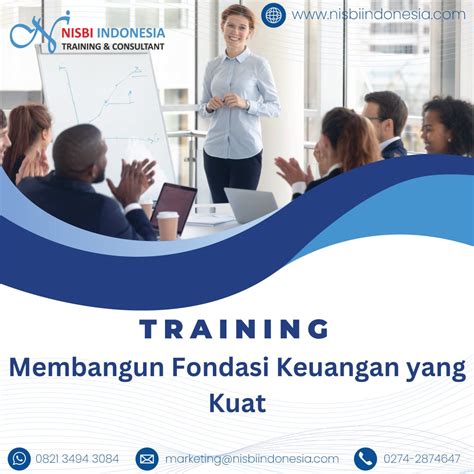 NISBI INDONESIA
TRAINING & CONSULTANT
www.nisbiindonesia.com
TRAINING
Membangun Fondasi Keuangan yang
Kuat
0821 3494 3084
marketing@nisbiindonesia.com
0274-2874647